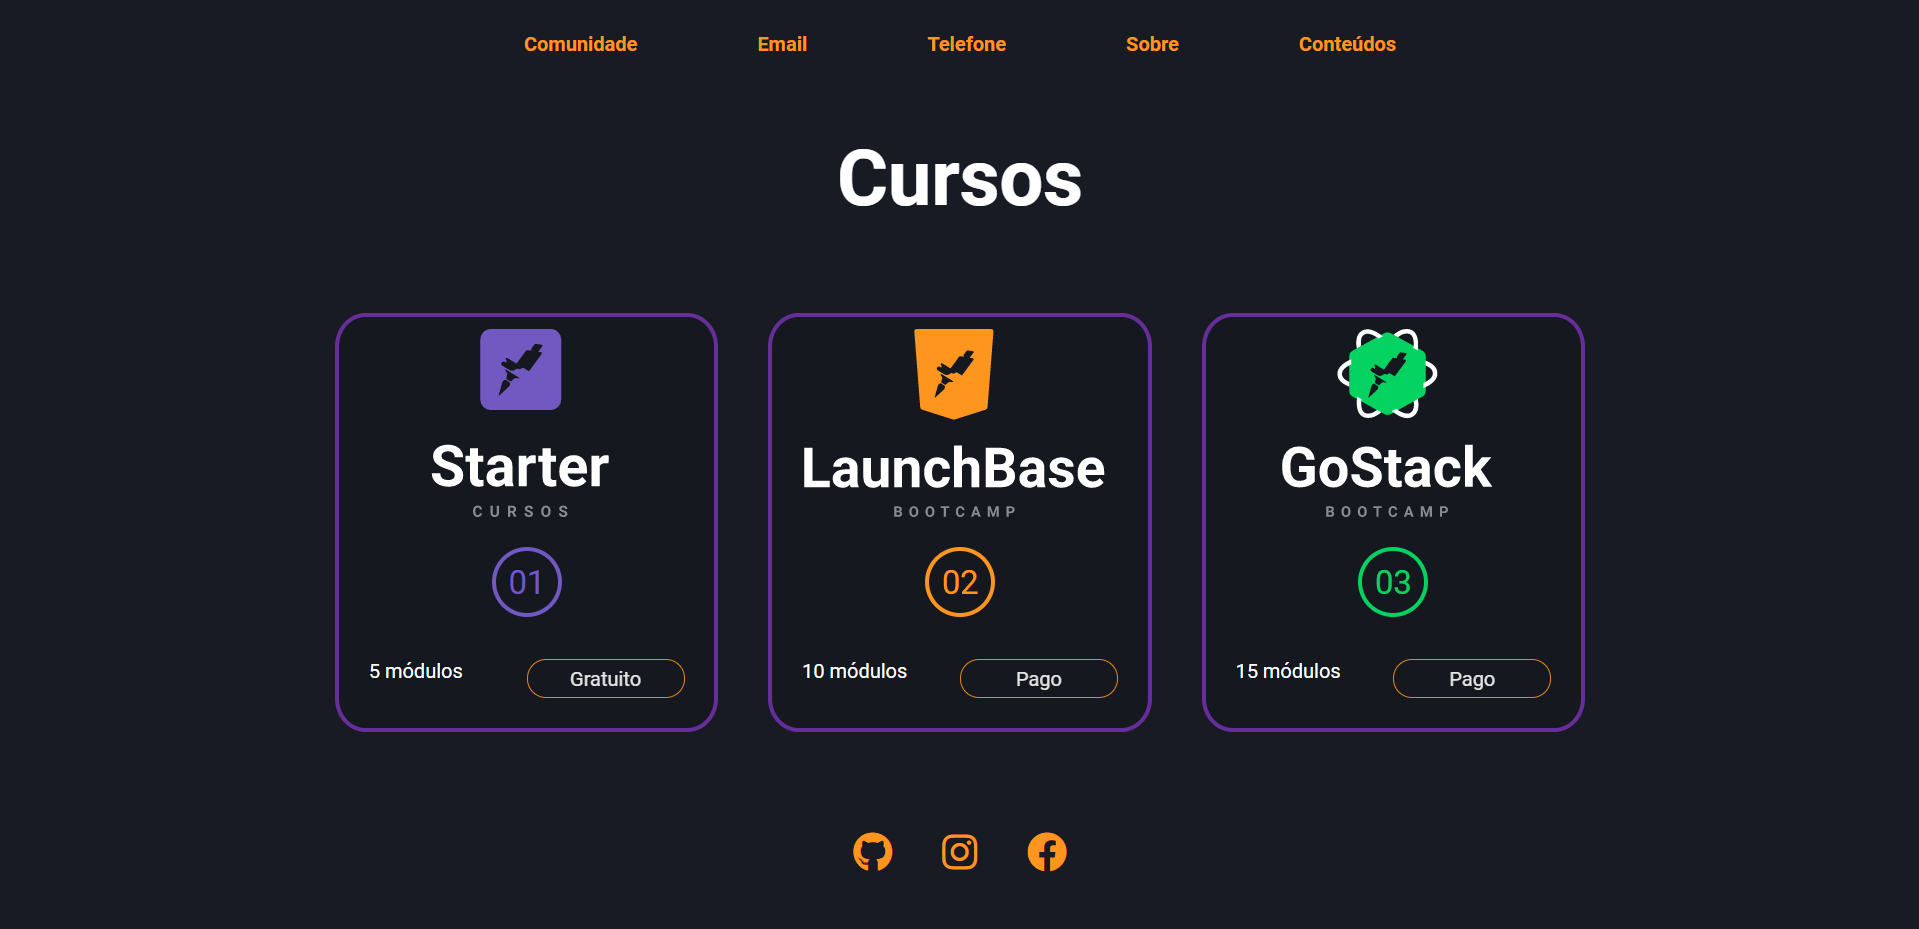 Comunidade Email Telefone Sobre Conteúdos
Cursos
Starter
CURSOS
01
5 módulos
Gratuito
LaunchBase
BOOTCAMP
02
10 módulos
Pago
GoStack
BOOTCAMP
03
15 módulos
Pago